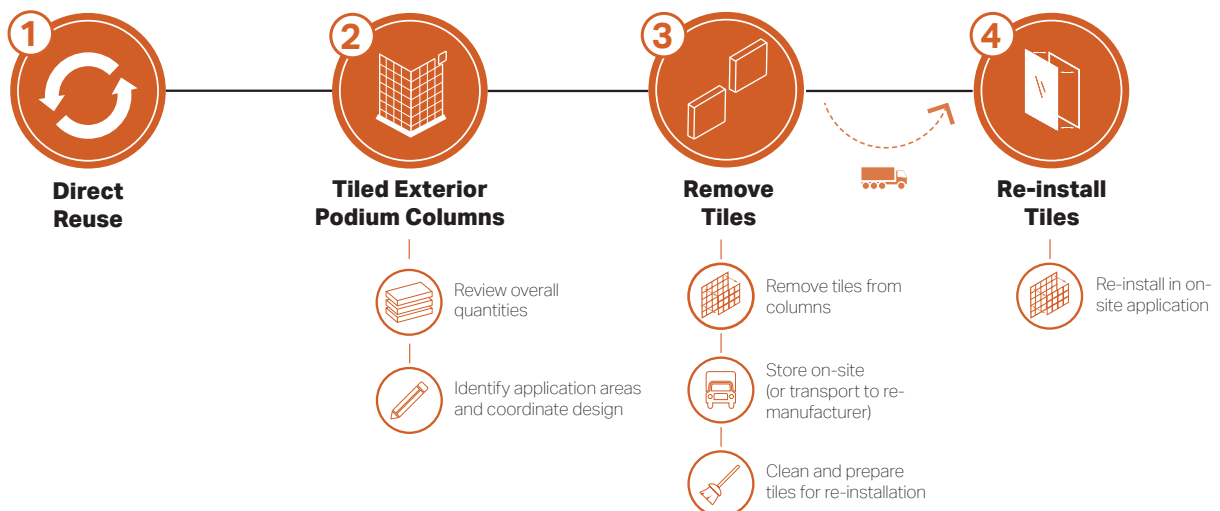 1
Direct
Reuse
2
Tiled Exterior
Podium Columns
Review overall
quantities
Identify application areas
and coordinate design
3
Remove
Tiles
Remove tiles from
columns
Store on-site
(or transport to re-
manufacturer)
Clean and prepare
tiles for re-installation
4
Re-install
Tiles
Re-install in on-
site application